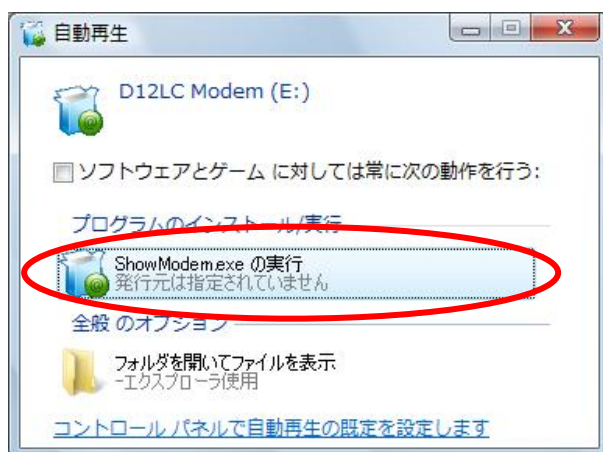 自動再生
D12LC Modem (E:)
ソフトウェアとゲーム に対しては常に次の動作を行う:
プログラムのインストール/実行
ShowModem.exe の実行
発行元は指定されていません
全般 のオプション
フォルダを開いてファイルを表示
-エクスプローラ使用
コントロール パネルで自動再生の既定を設定します